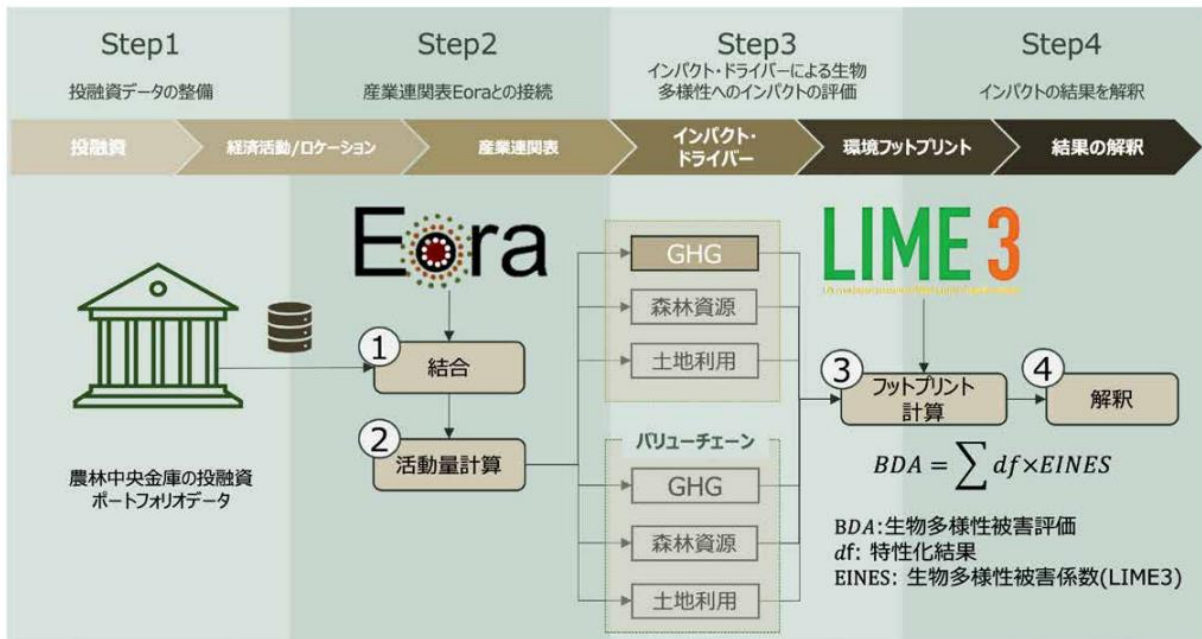 Step1
投融資データの整備
Step2
産業連関表Eoraとの接続
Step3
インパクト・ドライバーによる生物
多様性へのインパクトの評価
Step4
インパクトの結果を解釈
投融資
経済活動/ロケーション
産業連関表
インパクト・
ドライバー
環境フットプリント
結果の解釈
Eora
LIME 3
農林中央金庫の投融資
ポートフォリオデータ
1
結合
2
活動量計算
GHG
森林資源
土地利用
バリューチェーン
GHG
森林資源
土地利用
3
フットプリント
計算
4
解釈
BDA = ∑ df×EINES
BDA:生物多様性被害評価
df: 特性化結果
EINES: 生物多様性被害係数(LIME3)